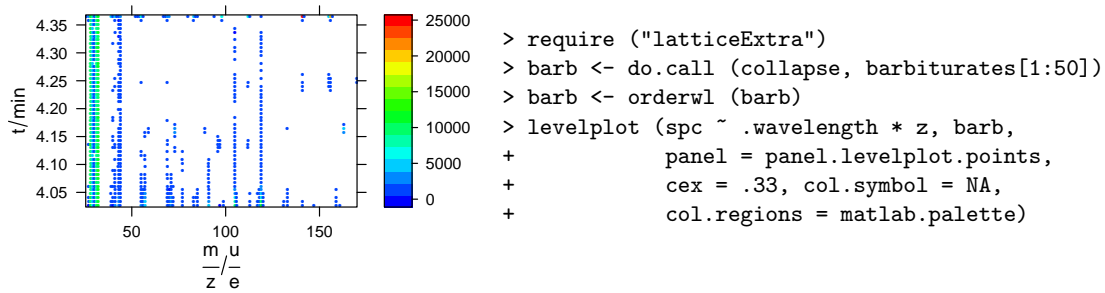 4.35
4.30
4.25
4.20
4.15
4.10
4.05
t/min
50
100
150
m/z/u/e
25000
20000
15000
10000
5000
0
> require ("latticeExtra")
> barb <- do.call (collapse, barbiturates[1:50])
> barb <- orderwl (barb)
> levelplot (spc ~ .wavelength * z, barb,
+ panel = panel.levelplot.points,
+ cex = .33, col.symbol = NA,
+ col.regions = matlab.palette)